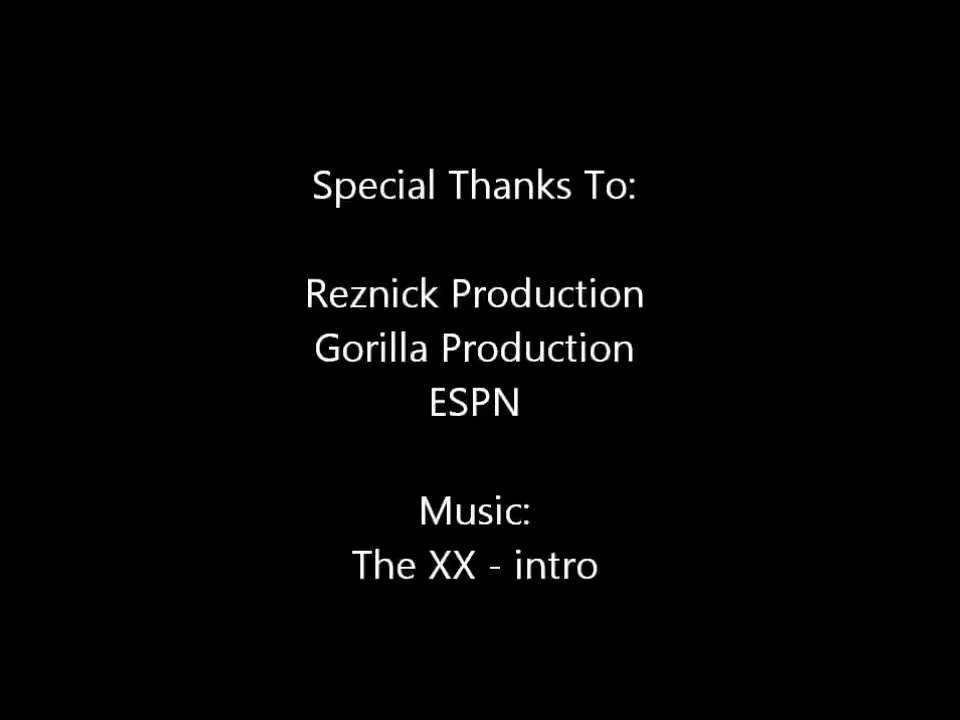 Special Thanks To:
Reznick Production
Gorilla Production
ESPN
Music:
The XX - intro